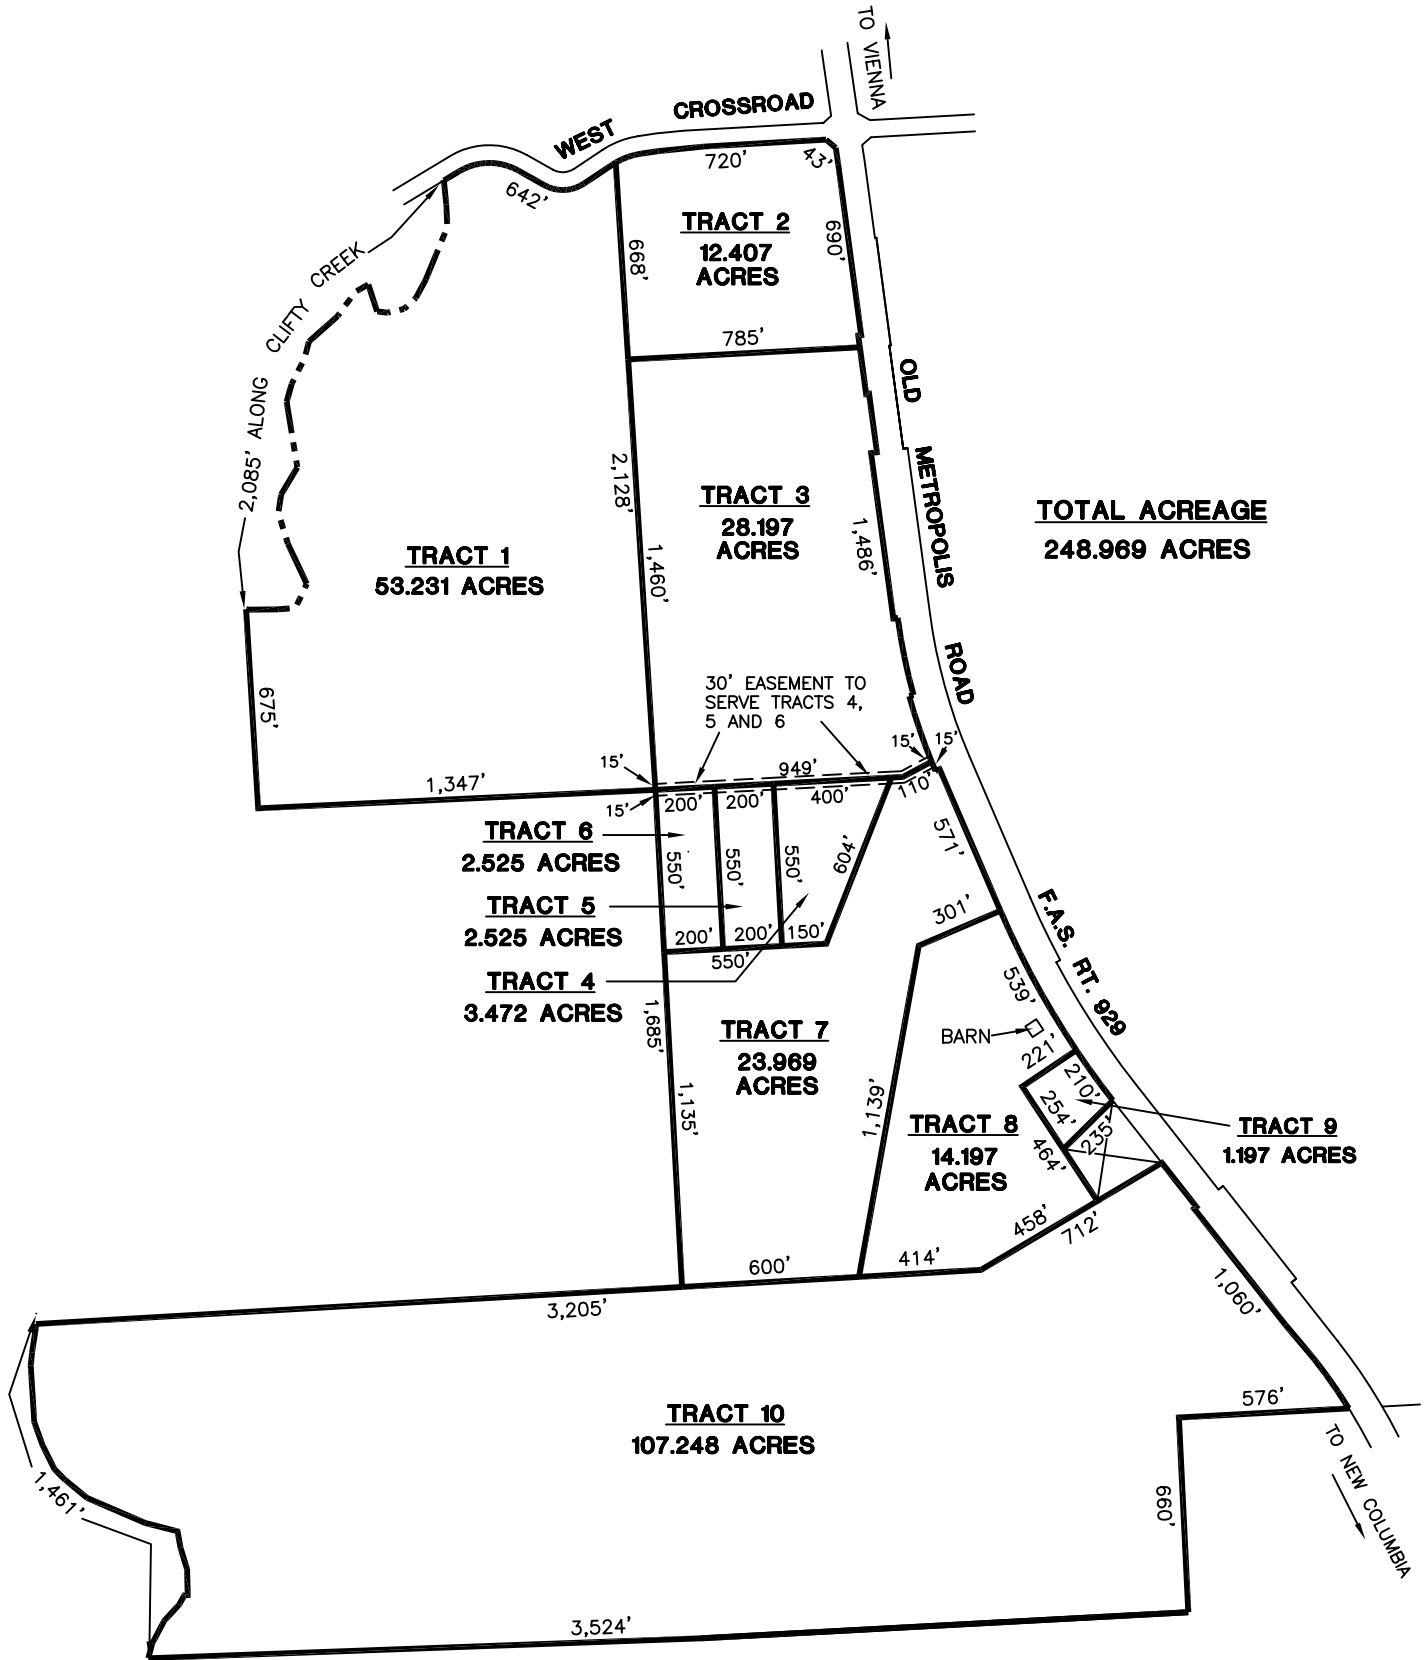 TO VIENNA
WEST CROSSROAD
720'
43'
642'
TRACT 2
12.407
ACRES
690'
668'
785'
2,085' ALONG CLIFTY CREEK
OLD METROPOLIS ROAD
2,128'
TRACT 3
28.197
ACRES
1,486'
1,460'
TOTAL ACREAGE
248.969 ACRES
TRACT 1
53.231 ACRES
675'
30' EASEMENT TO
SERVE TRACTS 4,
5 AND 6
15'
15'
15'
949'
1,347'
15'
200'
200'
400'
110'
TRACT 6
2.525 ACRES
550'
550'
550'
604'
571'
TRACT 5
2.525 ACRES
200'
200'
150'
550'
301'
F.A.S. RT. 929
TRACT 4
3.472 ACRES
539'
1,685'
TRACT 7
23.969
ACRES
BARN
221'
210'
254'
235'
464'
1,135'
1,139'
TRACT 8
14.197
ACRES
TRACT 9
1.197 ACRES
458'
712'
600'
414'
3,205'
1,060'
TRACT 10
107.248 ACRES
576'
TO NEW COLUMBIA
1,461'
660'
3,524'